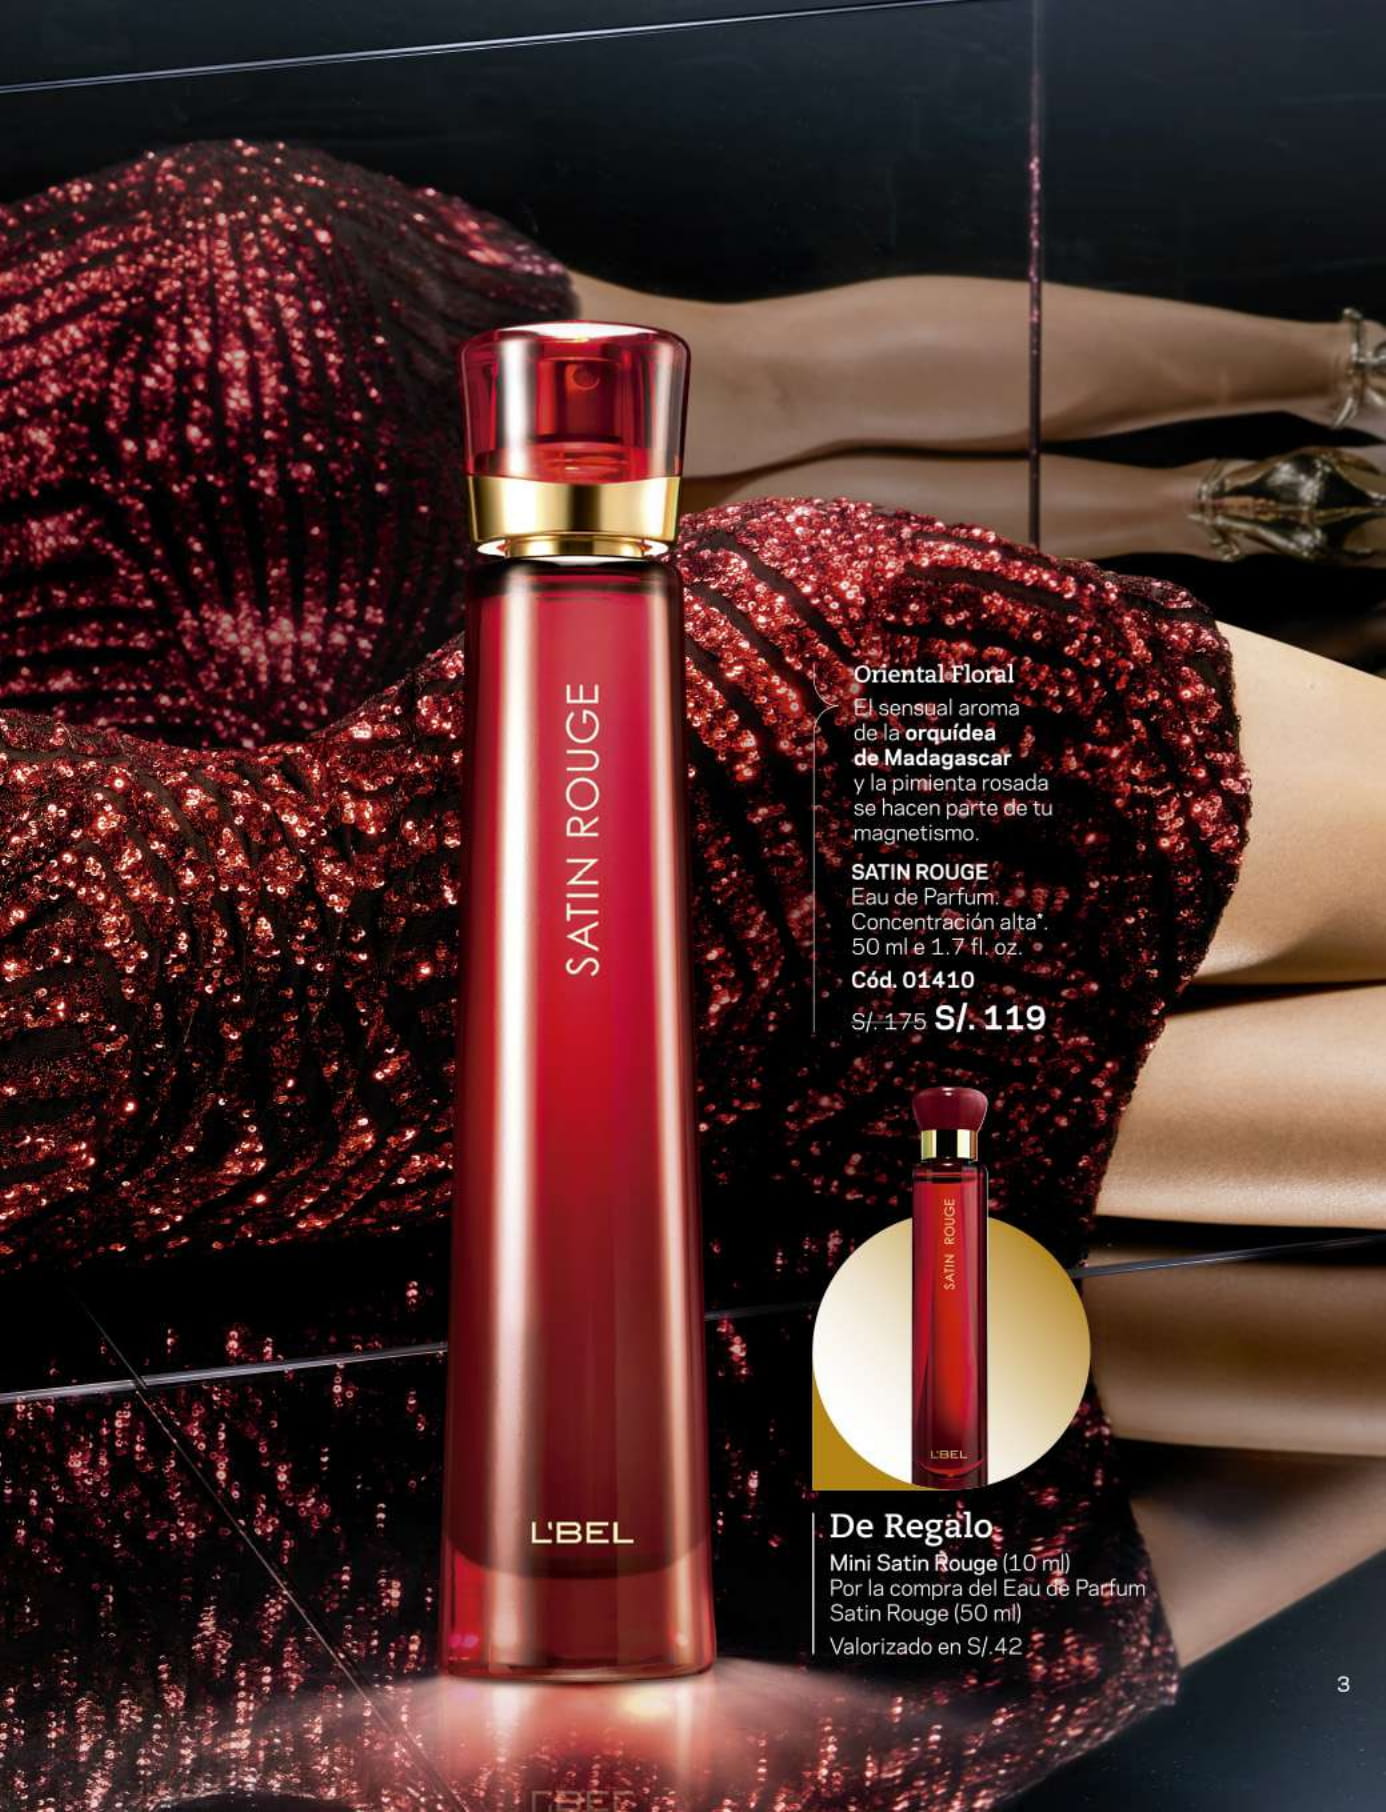 SATIN ROUGE
L'BEL
Oriental Floral
El sensual aroma
de la orquídea
de Madagascar
y la pimienta rosada
se hacen parte de tu
magnetismo.
SATIN ROUGE
Eau de Parfum.
Concentración alta*.
50 ml e 1.7 fl. oz.
Cód. 01410
S/. 175 S/. 119
SATIN ROUGE
L'BEL
De Regalo
Mini Satin Rouge (10 ml)
Por la compra del Eau de Parfum
Satin Rouge (50 ml)
Valorizado en S/.42
3